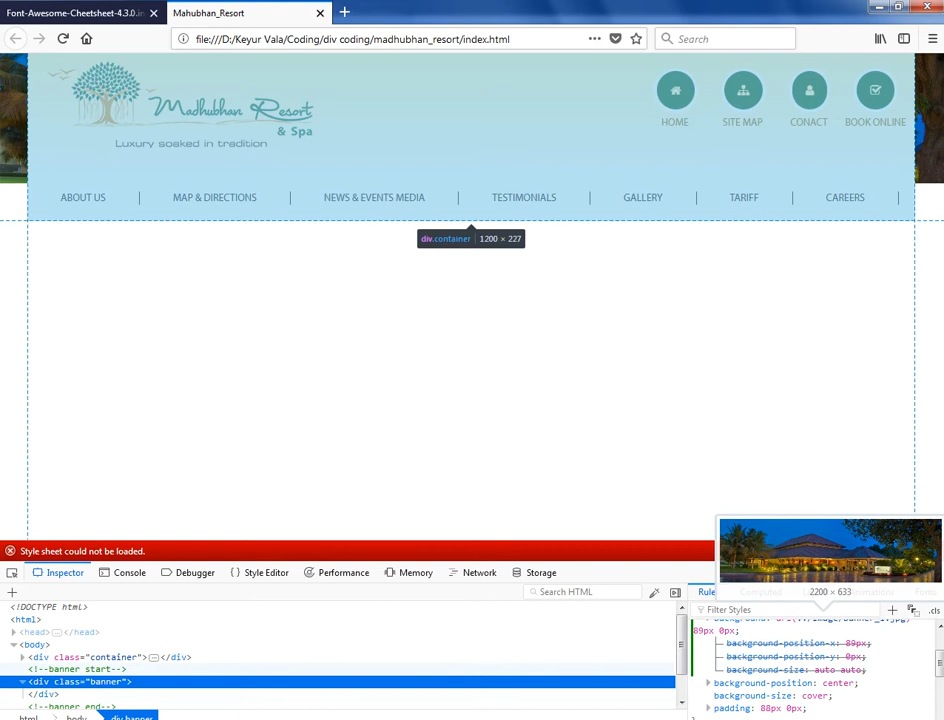 Font-Awesome-Cheetsheet-4.3.0.in
Mahubhan_Resort
file:///D:/Keyur Vala/Coding/div coding/madhubhan_resort/index.html
Search
Madhubhan Resort
& Spa
Luxury soaked in tradition
HOME
SITE MAP
CONACT
BOOK ONLINE
ABOUT US
MAP & DIRECTIONS
NEWS & EVENTS MEDIA
TESTIMONIALS
GALLERY
TARIFF
CAREERS
div.container 1200 × 227
Style sheet could not be loaded.
Inspector
Console
Debugger
{ } Style Editor
Performance
Memory
Network
Storage
2200 × 633
Search HTML
Rule
Computed
Filter Styles
.cls
<!DOCTYPE html>
<html>
<head></head>
<body>
<div class="container"></div>
<!--banner start-->
<div class="banner">
</div>
<!--banner end-->
html
body
div.banner
89px 0px;
background-position-x: 89px;
background-position-y: 0px;
background-size: auto auto;
background-position: center;
background-size: cover;
padding: 88px 0px;